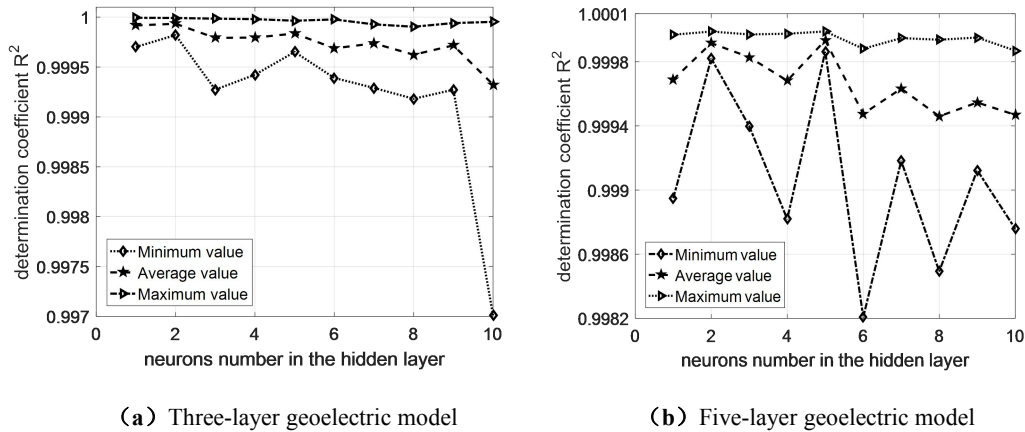 determination coefficient R²
1
0.9995
0.999
0.9985
0.998
0.9975
0.997
0 2 4 6 8 10
neurons number in the hidden layer
Minimum value
Average value
Maximum value
(a) Three-layer geoelectric model
determination coefficient R²
1.0001
0.9998
0.9994
0.999
0.9986
0.9982
0 2 4 6 8 10
neurons number in the hidden layer
Minimum value
Average value
Maximum value
(b) Five-layer geoelectric model